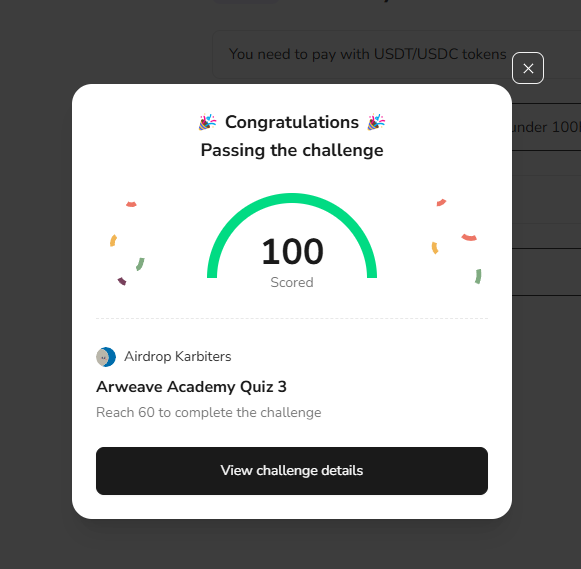 You need to pay with USDT/USDC tokens
under 100
Congratulations
Passing the challenge
100
Scored
Airdrop Karbiters
Arweave Academy Quiz 3
Reach 60 to complete the challenge
View challenge details